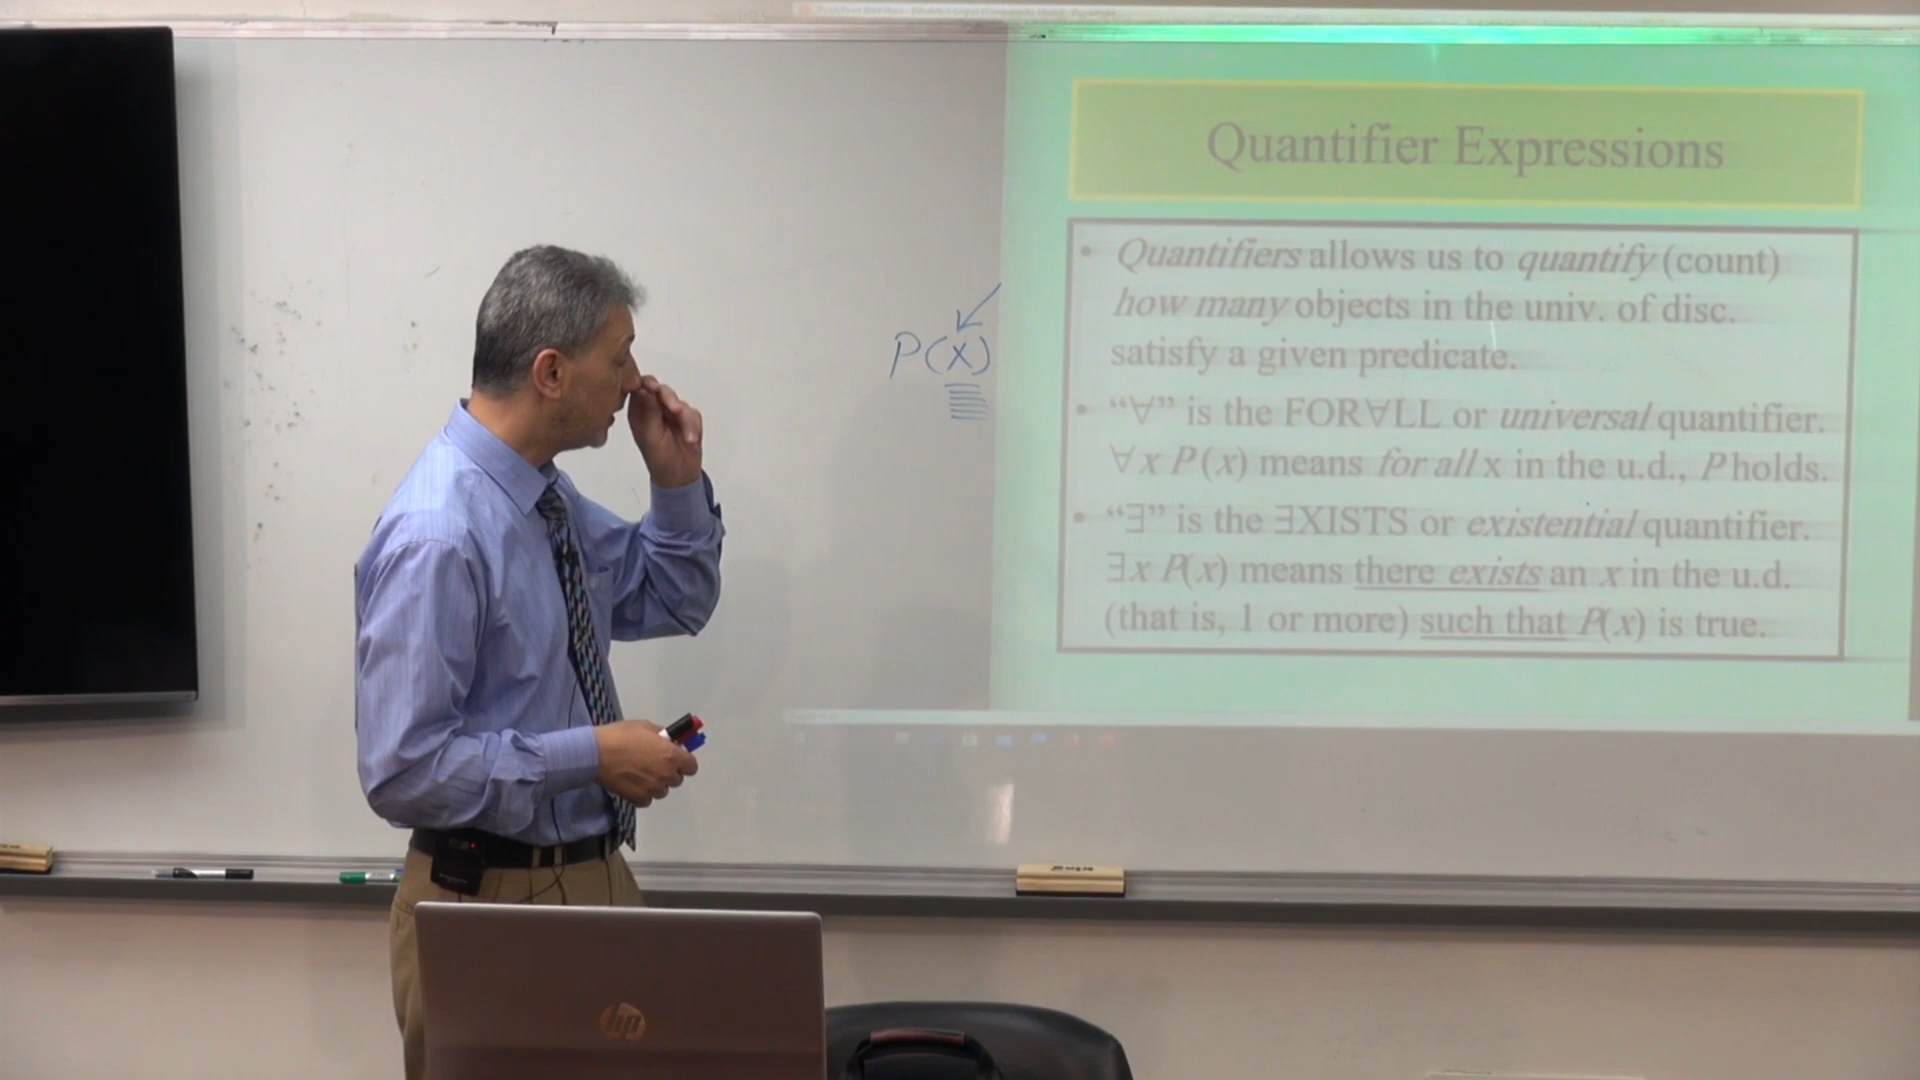 Quantifier Expressions
• Quantifiers allows us to quantify (count)
how many objects in the univ. of disc.
satisfy a given predicate.
• “∀” is the FOR∀LL or universal quantifier.
∀x P(x) means for all x in the u.d., P holds.
• “∃” is the ∃XISTS or existential quantifier.
∃x P(x) means there exists an x in the u.d.
(that is, 1 or more) such that P(x) is true.
P(x)
hp